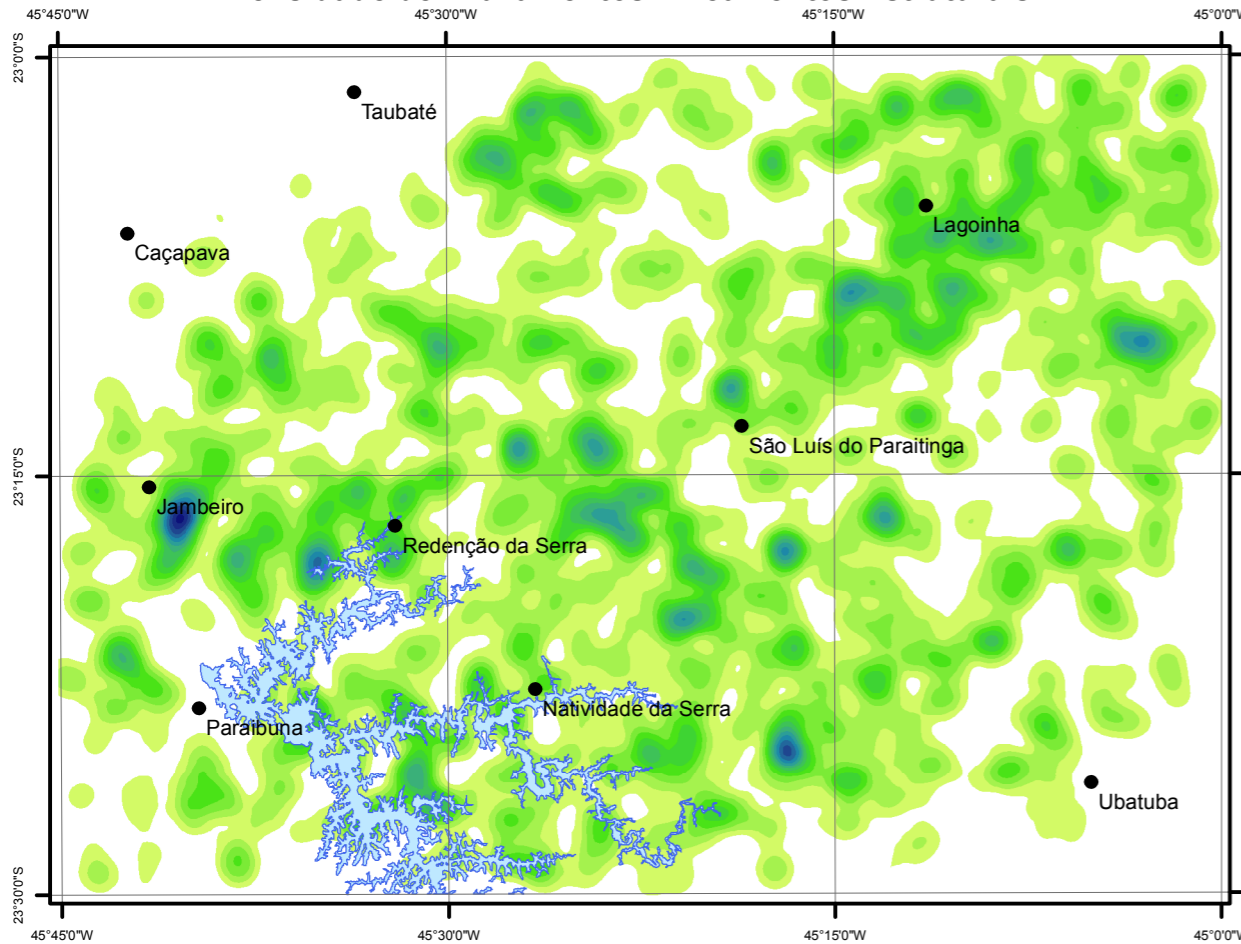 45°45'0"W 45°30'0"W 45°15'0"W 45°0'0"W
23°0'0"S
Taubaté
Lagoinha
Caçapava
São Luís do Paraitinga
23°15'0"S
Jambeiro
Redenção da Serra
Natividade da Serra
Paraibuna
Ubatuba
23°30'0"S
45°45'0"W 45°30'0"W 45°15'0"W 45°0'0"W